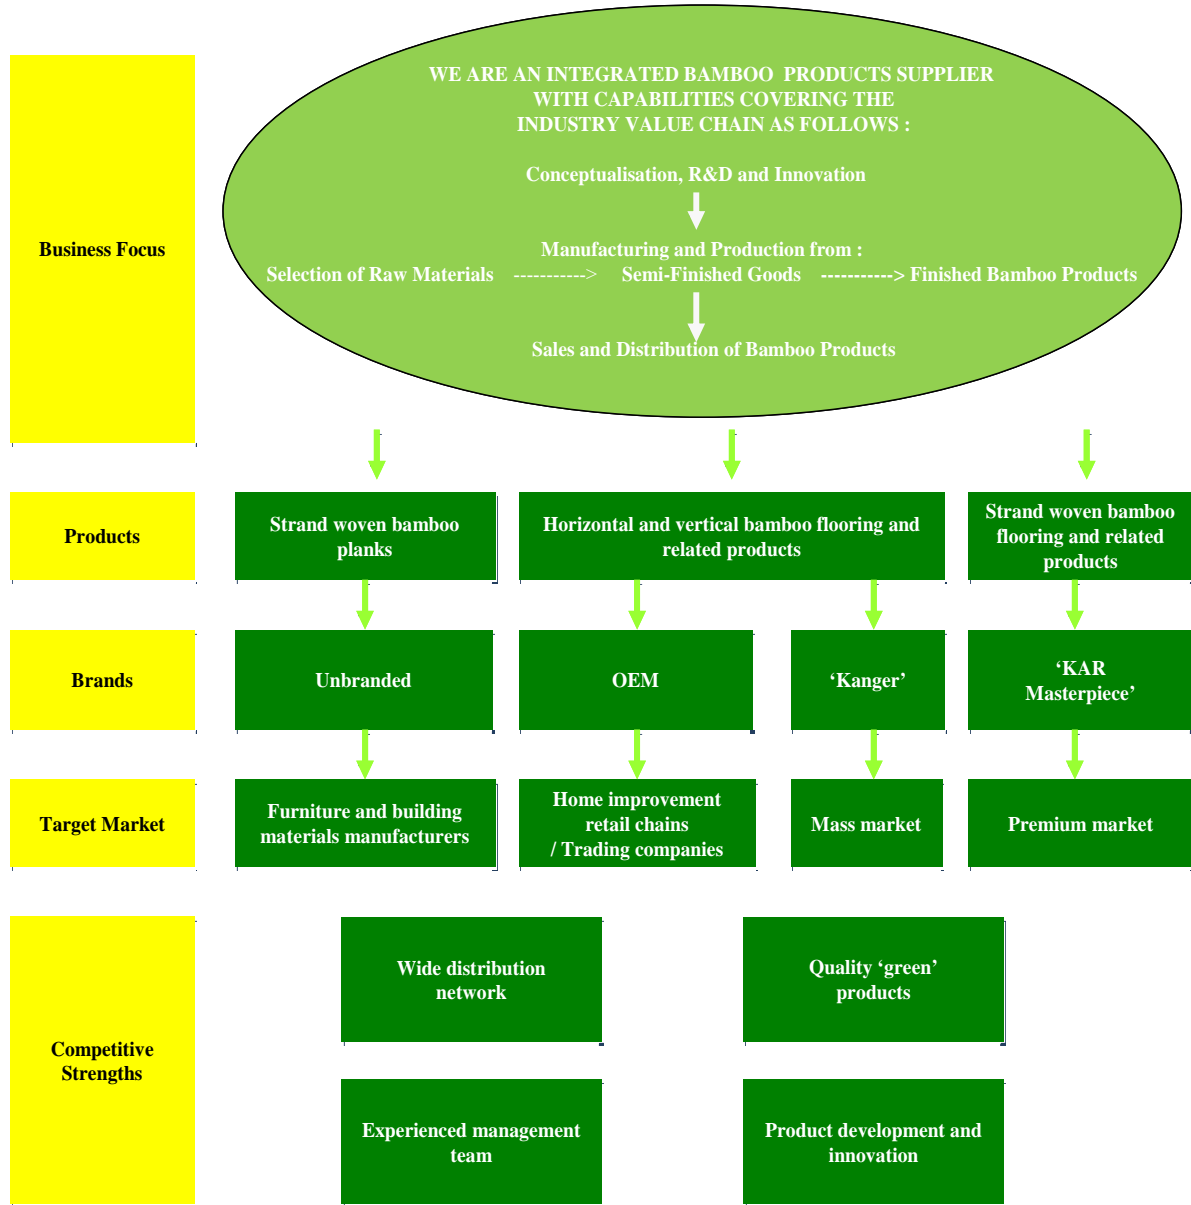 WE ARE AN INTEGRATED BAMBOO PRODUCTS SUPPLIER
WITH CAPABILITIES COVERING THE
INDUSTRY VALUE CHAIN AS FOLLOWS :
Conceptualisation, R&D and Innovation
Business Focus
Manufacturing and Production from :
Selection of Raw Materials -----------> Semi-Finished Goods -----------> Finished Bamboo Products
Sales and Distribution of Bamboo Products
Products
Strand woven bamboo
planks
Horizontal and vertical bamboo flooring and
related products
Strand woven bamboo
flooring and related
products
Brands
Unbranded
OEM
‘Kanger’
‘KAR
Masterpiece’
Target Market
Furniture and building
materials manufacturers
Home improvement
retail chains
/ Trading companies
Mass market
Premium market
Competitive
Strengths
Wide distribution
network
Quality ‘green’
products
Experienced management
team
Product development and
innovation